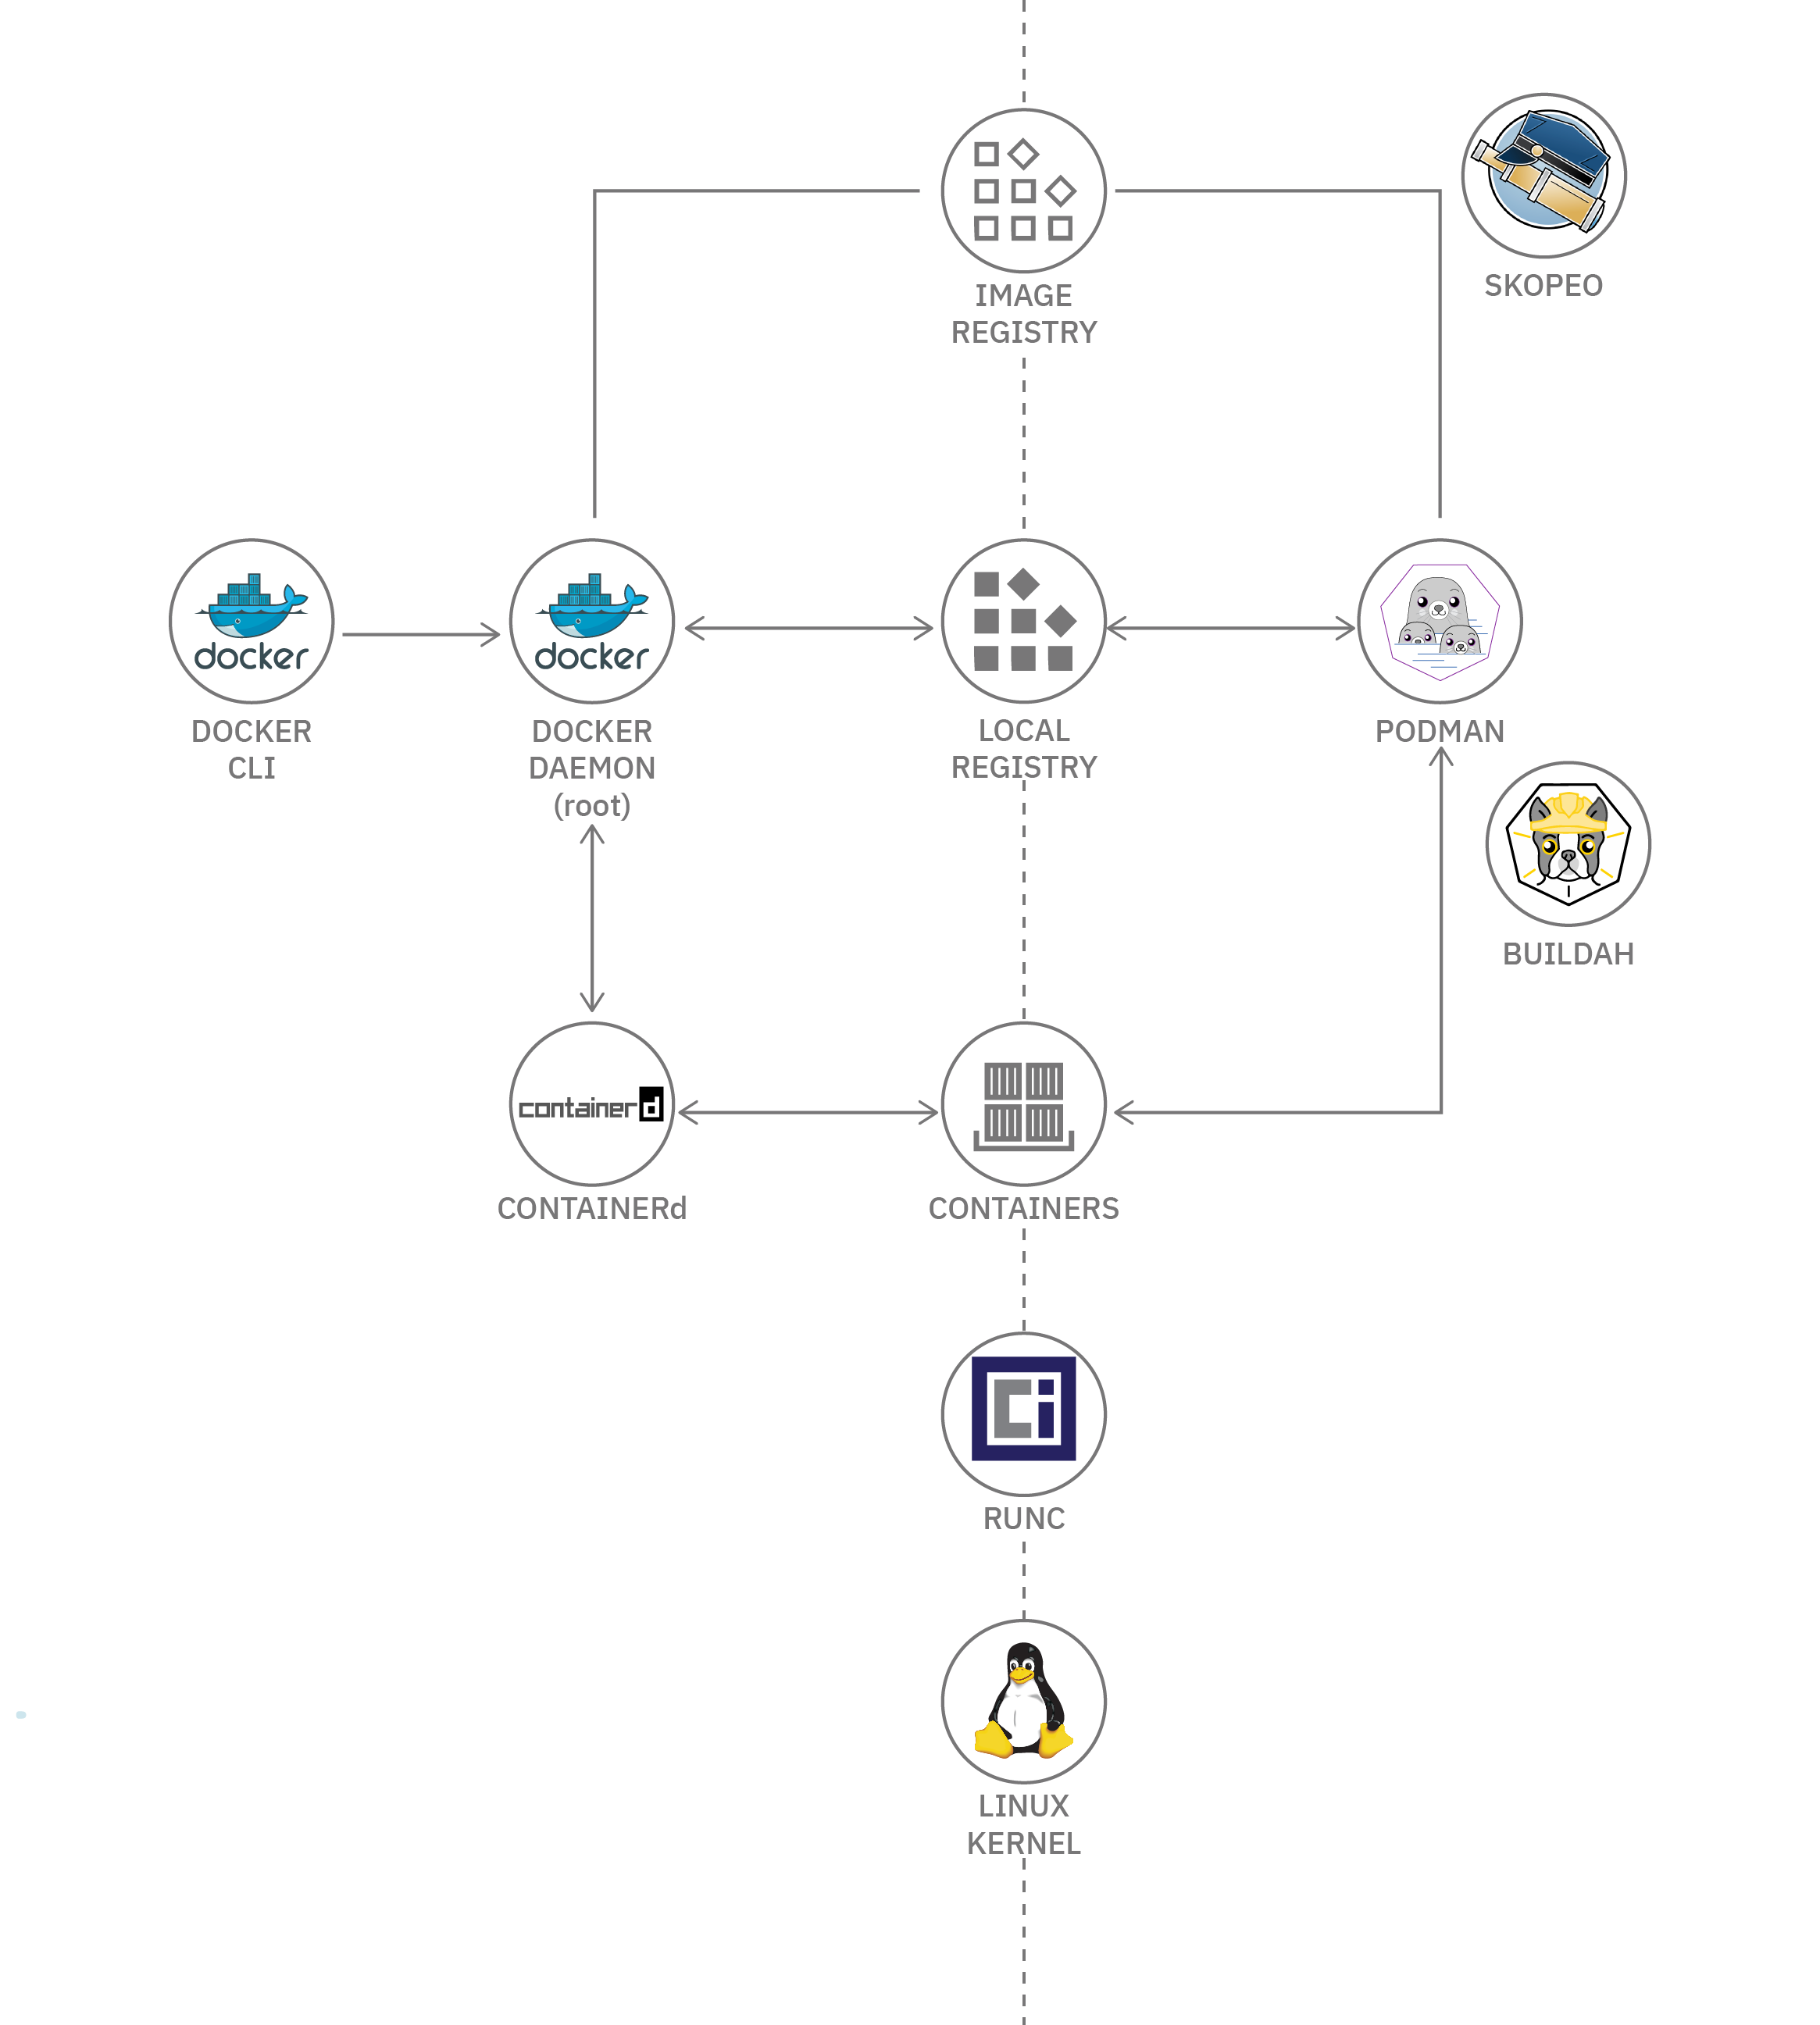 IMAGE
REGISTRY
SKOPEO
docker
DOCKER
CLI
docker
DOCKER
DAEMON
(root)
LOCAL
REGISTRY
PODMAN
BUILDAH
containerd
CONTAINERd
CONTAINERS
Ci
RUNC
LINUX
KERNEL